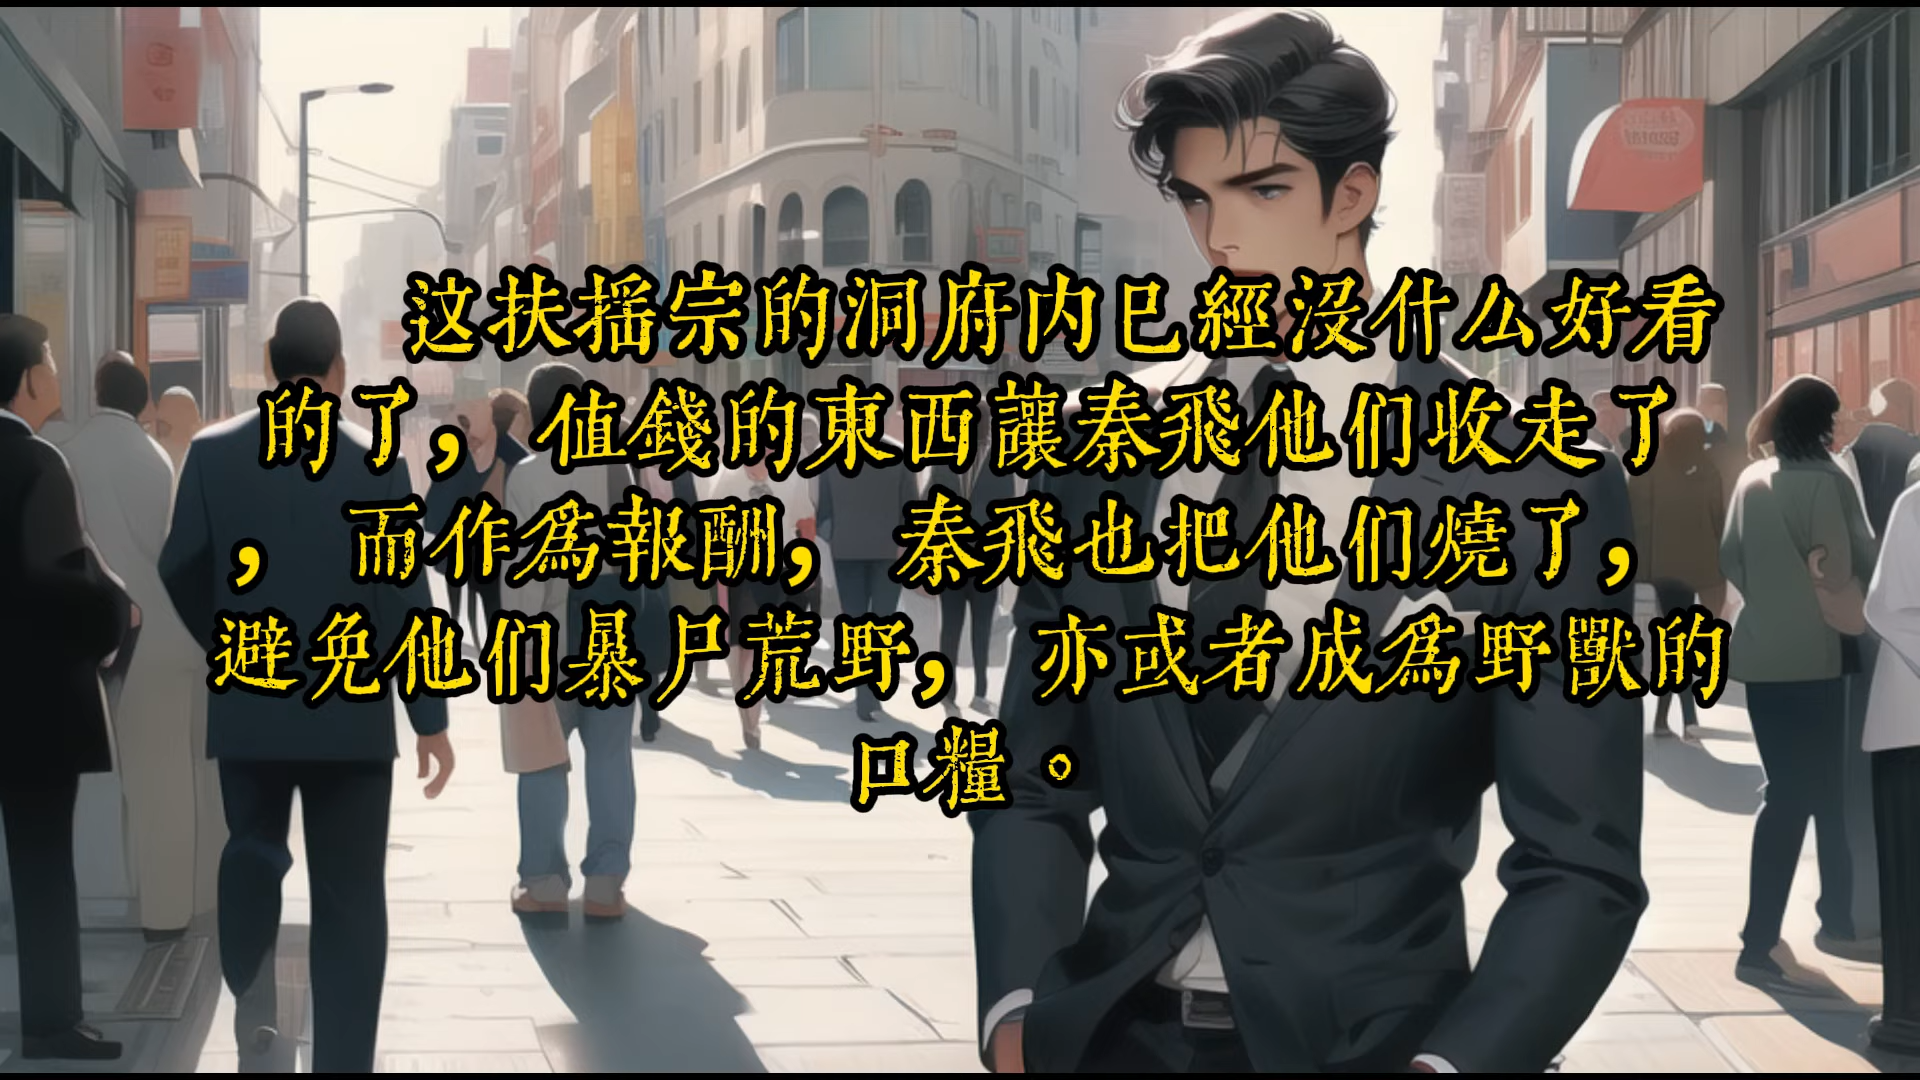 这扶摇宗的洞府内已經沒什么好看
的了，值錢的東西讓秦飛他们收走了
，而作爲報酬，秦飛也把他们燒了，
避免他们暴尸荒野，亦或者成爲野獸的
口糧。